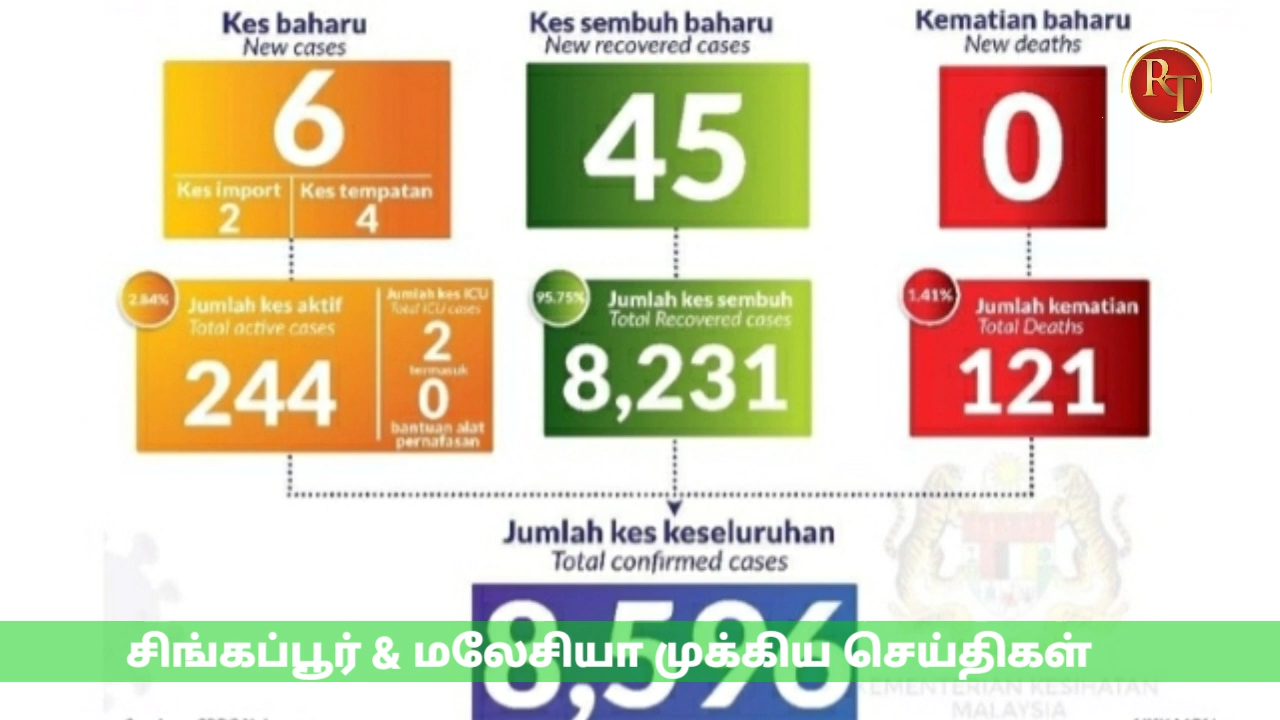 Kes baharu
New cases
6
Kes import
2
Kes tempatan
4
Kes sembuh baharu
New recovered cases
45
Kematian baharu
New deaths
0
RT
2.84%
Jumlah kes aktif
Total active cases
244
Jumlah kes ICU
Total ICU cases
2
termasuk
0
bantuan alat
pernafasan
95.75%
Jumlah kes sembuh
Total Recovered cases
8,231
1.41%
Jumlah kematian
Total Deaths
121
Jumlah kes keseluruhan
Total confirmed cases
8,596
சிங்கப்பூர் & மலேசியா முக்கிய செய்திகள்
KEMENTERIAN KESIHATAN
MALAYSIA